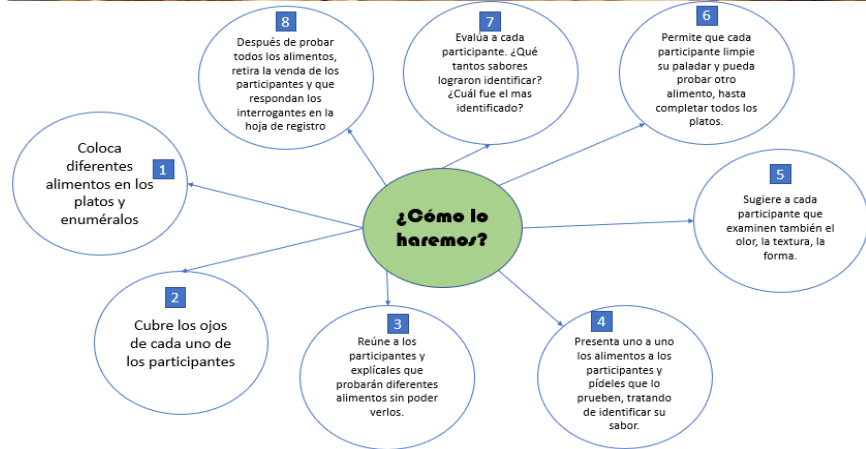 ¿Cómo lo
haremos?
1
Coloca
diferentes
alimentos en los
platos y
enuméralos
2
Cubre los ojos
de cada uno de
los participantes
3
Reúne a los
participantes y
explícales que
probarán diferentes
alimentos sin poder
verlos.
4
Presenta uno a uno
los alimentos a los
participantes y
pídeles que lo
prueben, tratando
de identificar su
sabor.
5
Sugiere a cada
participante que
examinen también el
olor, la textura, la
forma.
6
Permite que cada
participante limpie
su paladar y pueda
probar otro
alimento, hasta
completar todos los
platos.
7
Evalúa a cada
participante. ¿Qué
tantos sabores
lograron identificar?
¿Cuál fue el mas
identificado?
8
Después de probar
todos los alimentos,
retira la venda de los
participantes y que
respondan los
interrogantes en la
hoja de registro